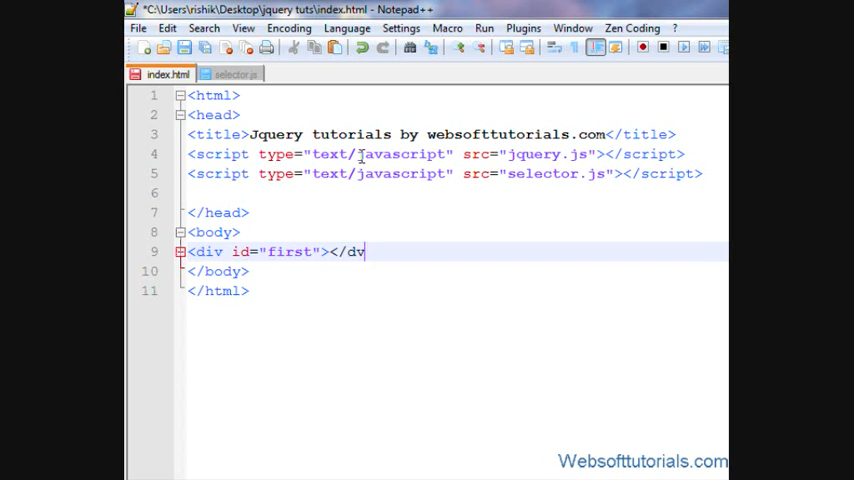 *C:\Users\rishik\Desktop\jquery tuts\index.html - Notepad++
File Edit Search View Encoding Language Settings Macro Run Plugins Window Zen Coding ?
index.html selector.js
1 <html>
2 <head>
3 <title>Jquery tutorials by websofttutorials.com</title>
4 <script type="text/javascript" src="jquery.js"></script>
5 <script type="text/javascript" src="selector.js"></script>
6
7 </head>
8 <body>
9 <div id="first"></dv
10 </body>
11 </html>
Websofttutorials.com